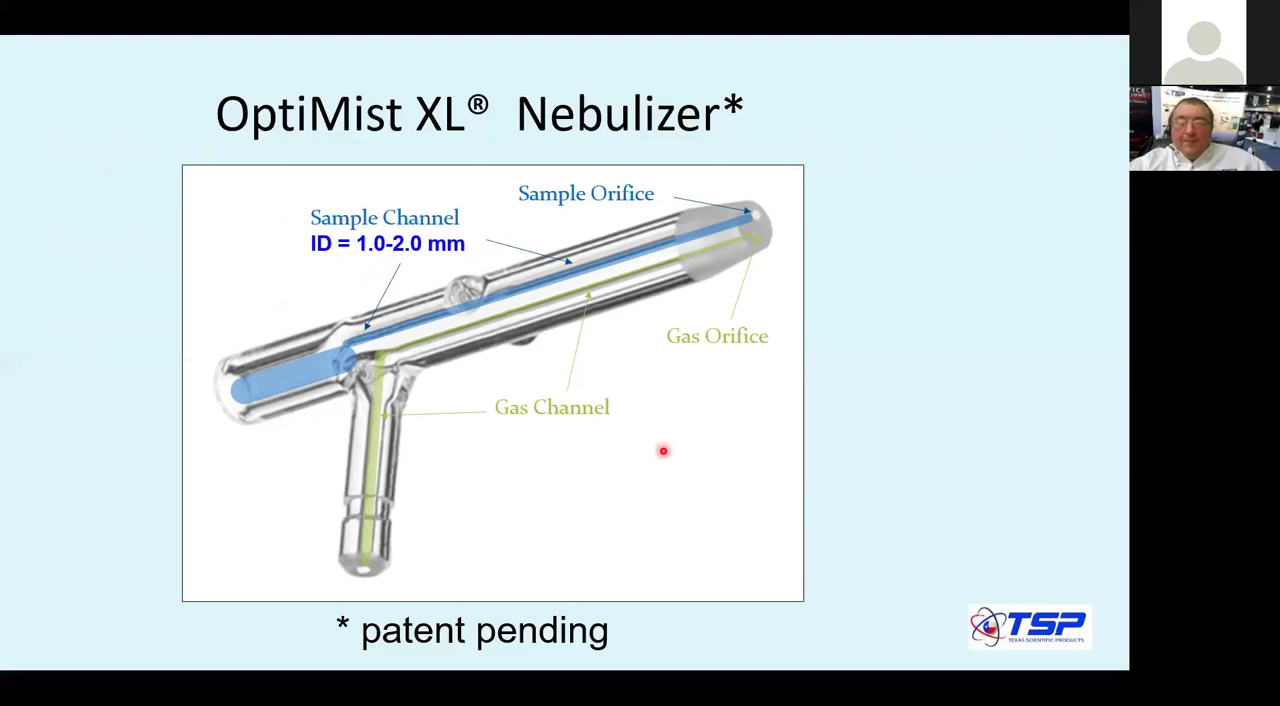 OptiMist XL® Nebulizer*
Sample Orifice
Sample Channel
ID = 1.0-2.0 mm
Gas Orifice
Gas Channel
* patent pending
TSP
TEXAS SCIENTIFIC PRODUCTS
TSP